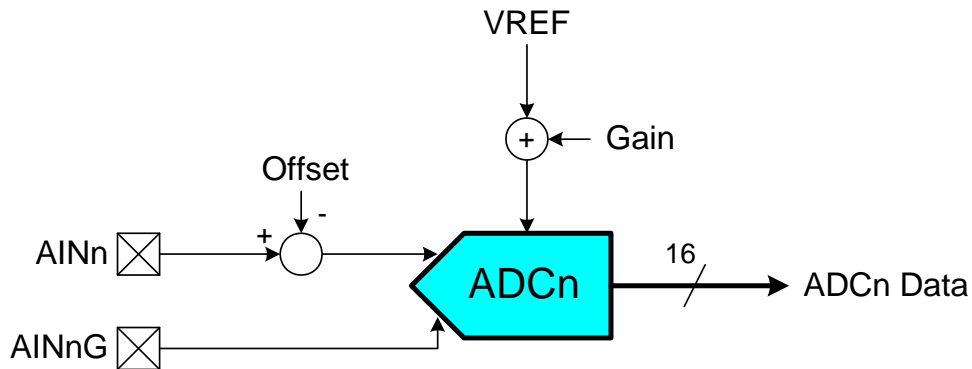 VREF
+
Gain
Offset
-
+
AINn
ADCn
16
ADCn Data
AINnG